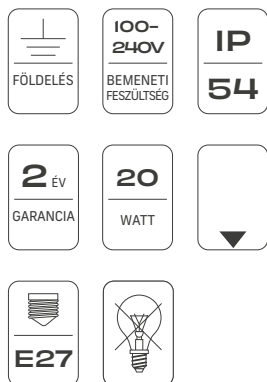 FÖLDELÉS
100-
240V
BEMENETI
FESZÜLTSÉG
IP
54
2 ÉV
GARANCIA
20
WATT
E27